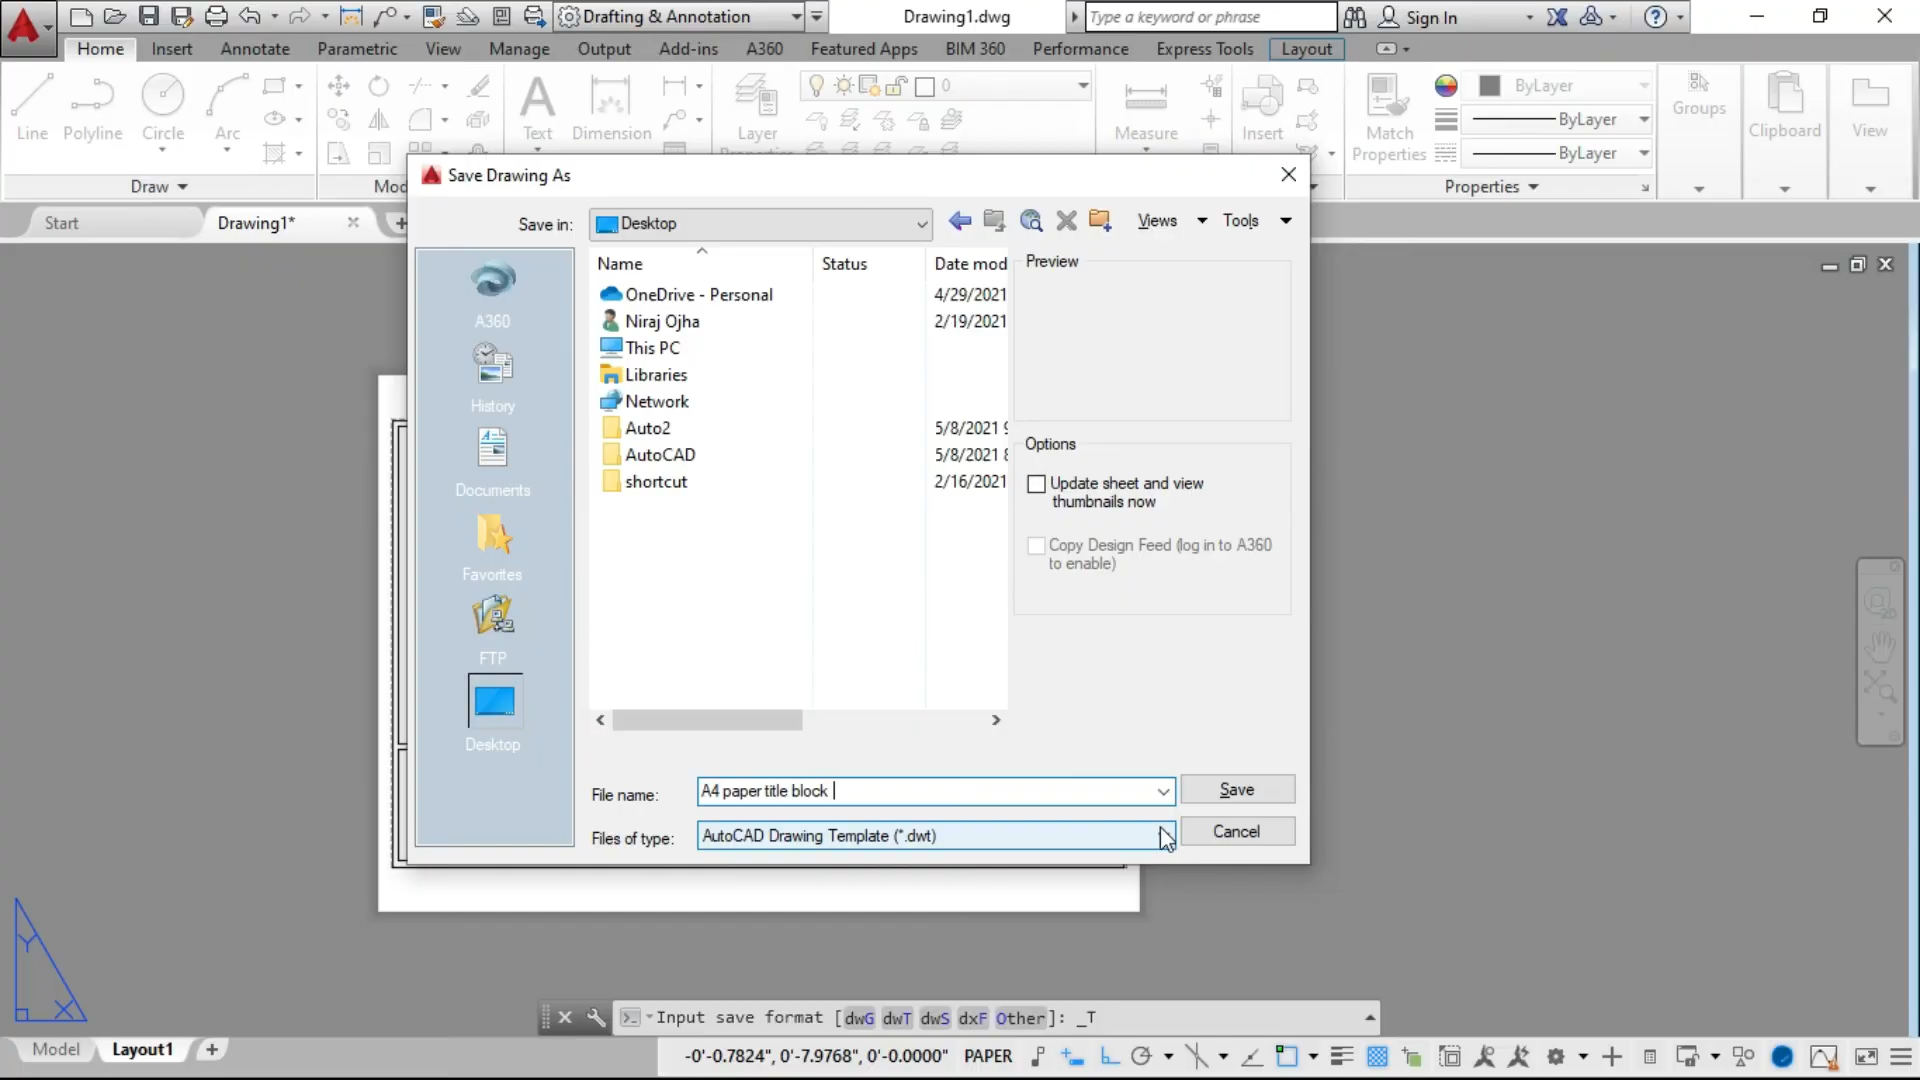 Drafting & Annotation
Drawing1.dwg
Type a keyword or phrase
Sign In
Home
Insert
Annotate
Parametric
View
Manage
Output
Add-ins
A360
Featured Apps
BIM 360
Performance
Express Tools
Layout
Line
Polyline
Circle
Arc
Text
Dimension
Layer
0
Measure
Insert
Match
Properties
ByLayer
ByLayer
ByLayer
Groups
Clipboard
View
Draw
Properties
Start
Drawing1*
Save Drawing As
Save in:
Desktop
Views
Tools
Name
Status
Date mod
OneDrive - Personal
4/29/2021
Niraj Ojha
2/19/2021
This PC
Libraries
Network
Auto2
5/8/2021 9
AutoCAD
5/8/2021 8
shortcut
2/16/2021
A360
History
Documents
Favorites
FTP
Desktop
Preview
Options
Update sheet and view
thumbnails now
Copy Design Feed (log in to A360
to enable)
File name:
A4 paper title block
Save
Files of type:
AutoCAD Drawing Template (*.dwt)
Cancel
Y
X
Input save format [dwG dwT dwS dxF Other]: _T
Model
Layout1
-0'-0.7824", 0'-7.9768", 0'-0.0000"
PAPER